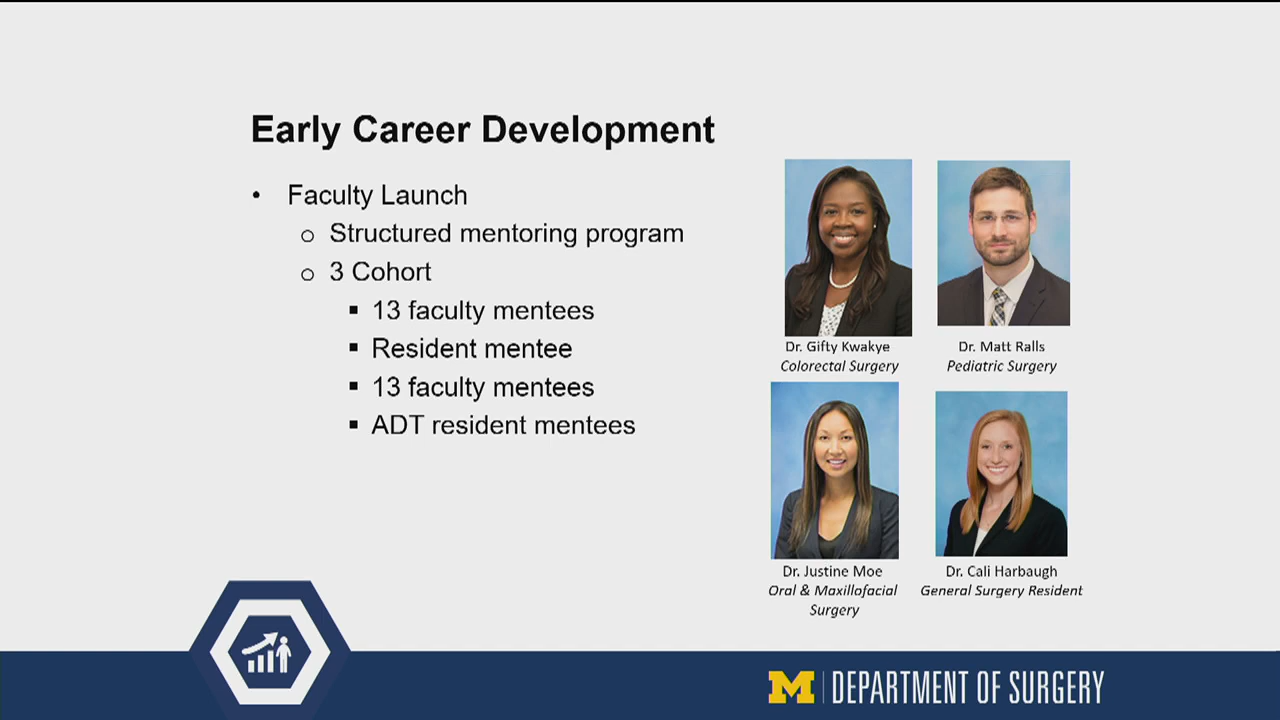 Early Career Development
• Faculty Launch
o Structured mentoring program
o 3 Cohort
▪ 13 faculty mentees
▪ Resident mentee
▪ 13 faculty mentees
▪ ADT resident mentees
Dr. Gifty Kwakye
Colorectal Surgery
Dr. Matt Ralls
Pediatric Surgery
Dr. Justine Moe
Oral & Maxillofacial
Surgery
Dr. Cali Harbaugh
General Surgery Resident
M | DEPARTMENT OF SURGERY